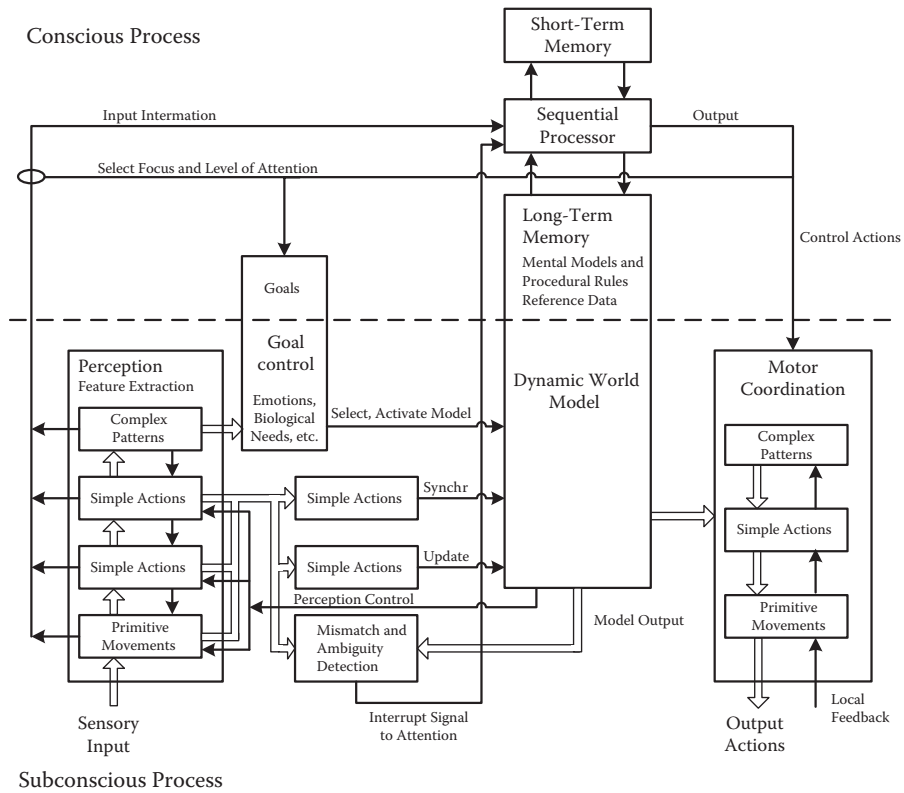 Conscious Process
Short-Term
Memory
Input Intermation
Sequential
Processor
Output
Select Focus and Level of Attention
Long-Term
Memory
Mental Models and
Procedural Rules
Reference Data
Control Actions
Goals
Goal
control
Emotions,
Biological
Needs, etc.
Perception
Feature Extraction
Complex
Patterns
Simple Actions
Simple Actions
Primitive
Movements
Select, Activate Model
Dynamic World
Model
Motor
Coordination
Complex
Patterns
Simple Actions
Primitive
Movements
Simple Actions
Synchr
Simple Actions
Update
Perception Control
Mismatch and
Ambiguity
Detection
Model Output
Interrupt Signal
to Attention
Sensory
Input
Output
Actions
Local
Feedback
Subconscious Process